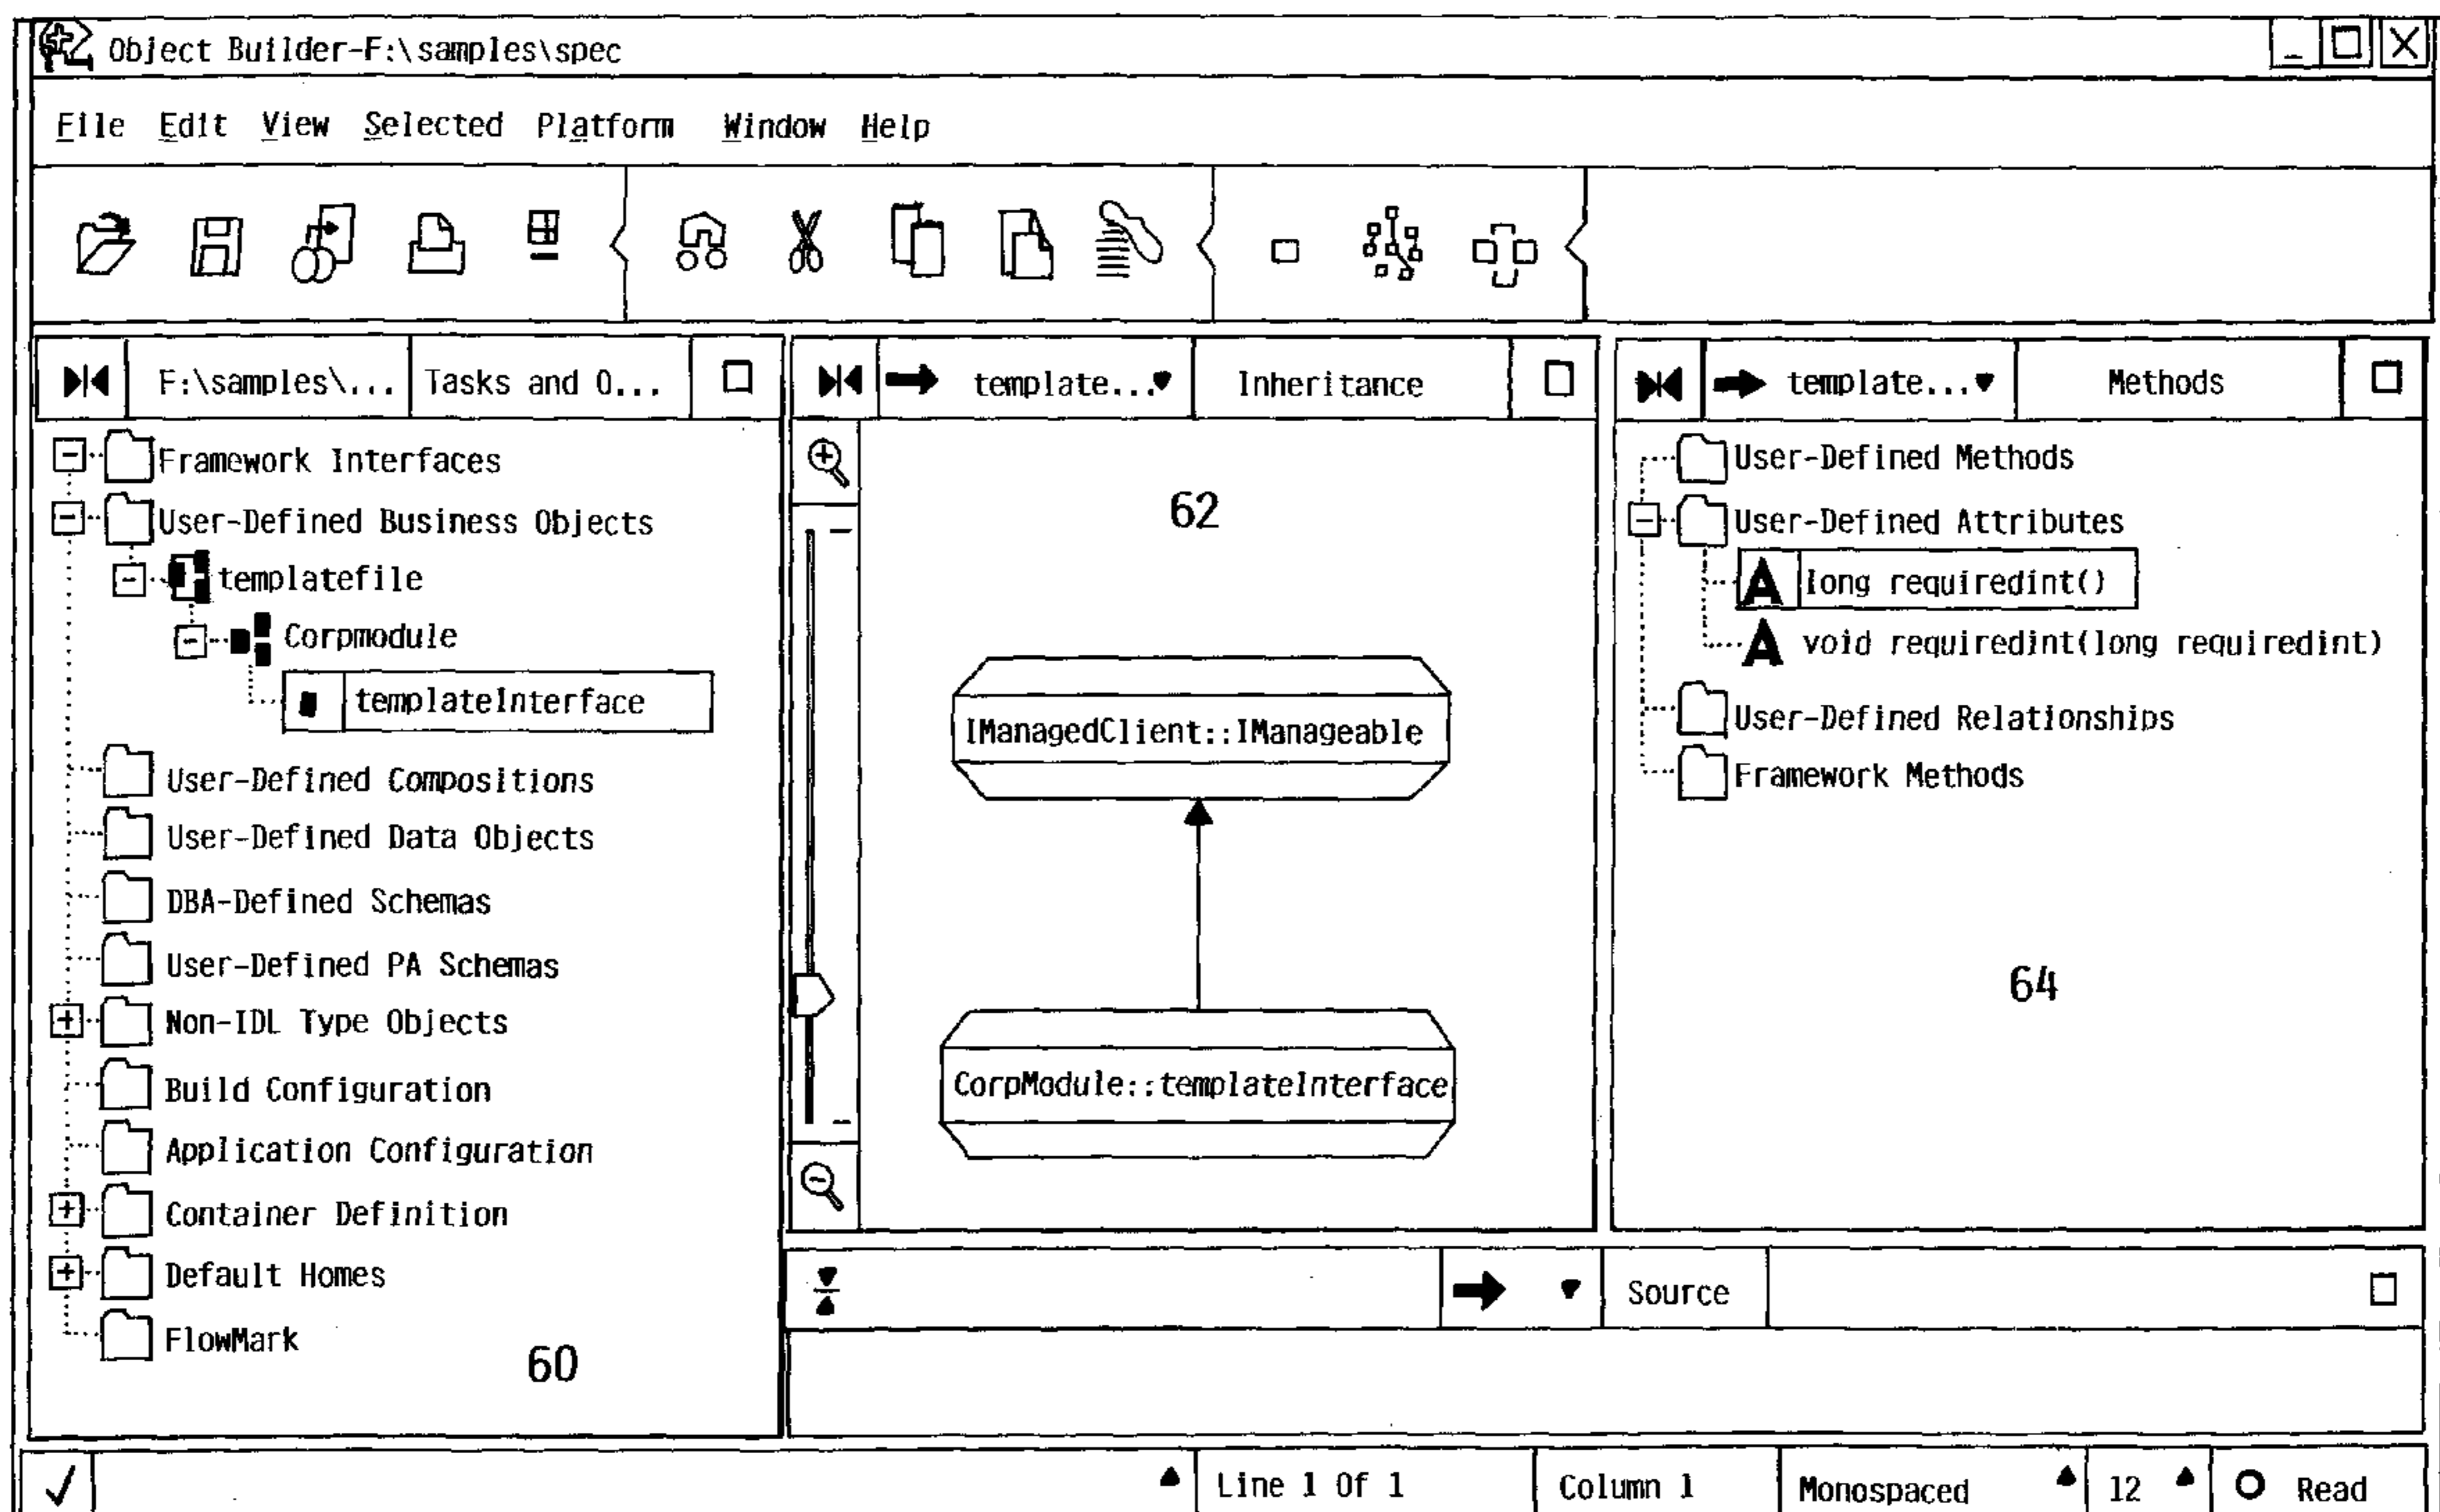 Object Builder-F:\samples\spec
File Edit View Selected Platform Window Help
F:\samples\... Tasks and O...
Framework Interfaces
User-Defined Business Objects
templatefile
Corpmodule
templateInterface
User-Defined Compositions
User-Defined Data Objects
DBA-Defined Schemas
User-Defined PA Schemas
Non-IDL Type Objects
Build Configuration
Application Configuration
Container Definition
Default Homes
FlowMark
60
template... Inheritance
62
IManagedClient::IManageable
CorpModule::templateInterface
template... Methods
User-Defined Methods
User-Defined Attributes
A long requiredint()
A void requiredint(long requiredint)
User-Defined Relationships
Framework Methods
64
Source
Line 1 Of 1 Column 1 Monospaced 12 Read